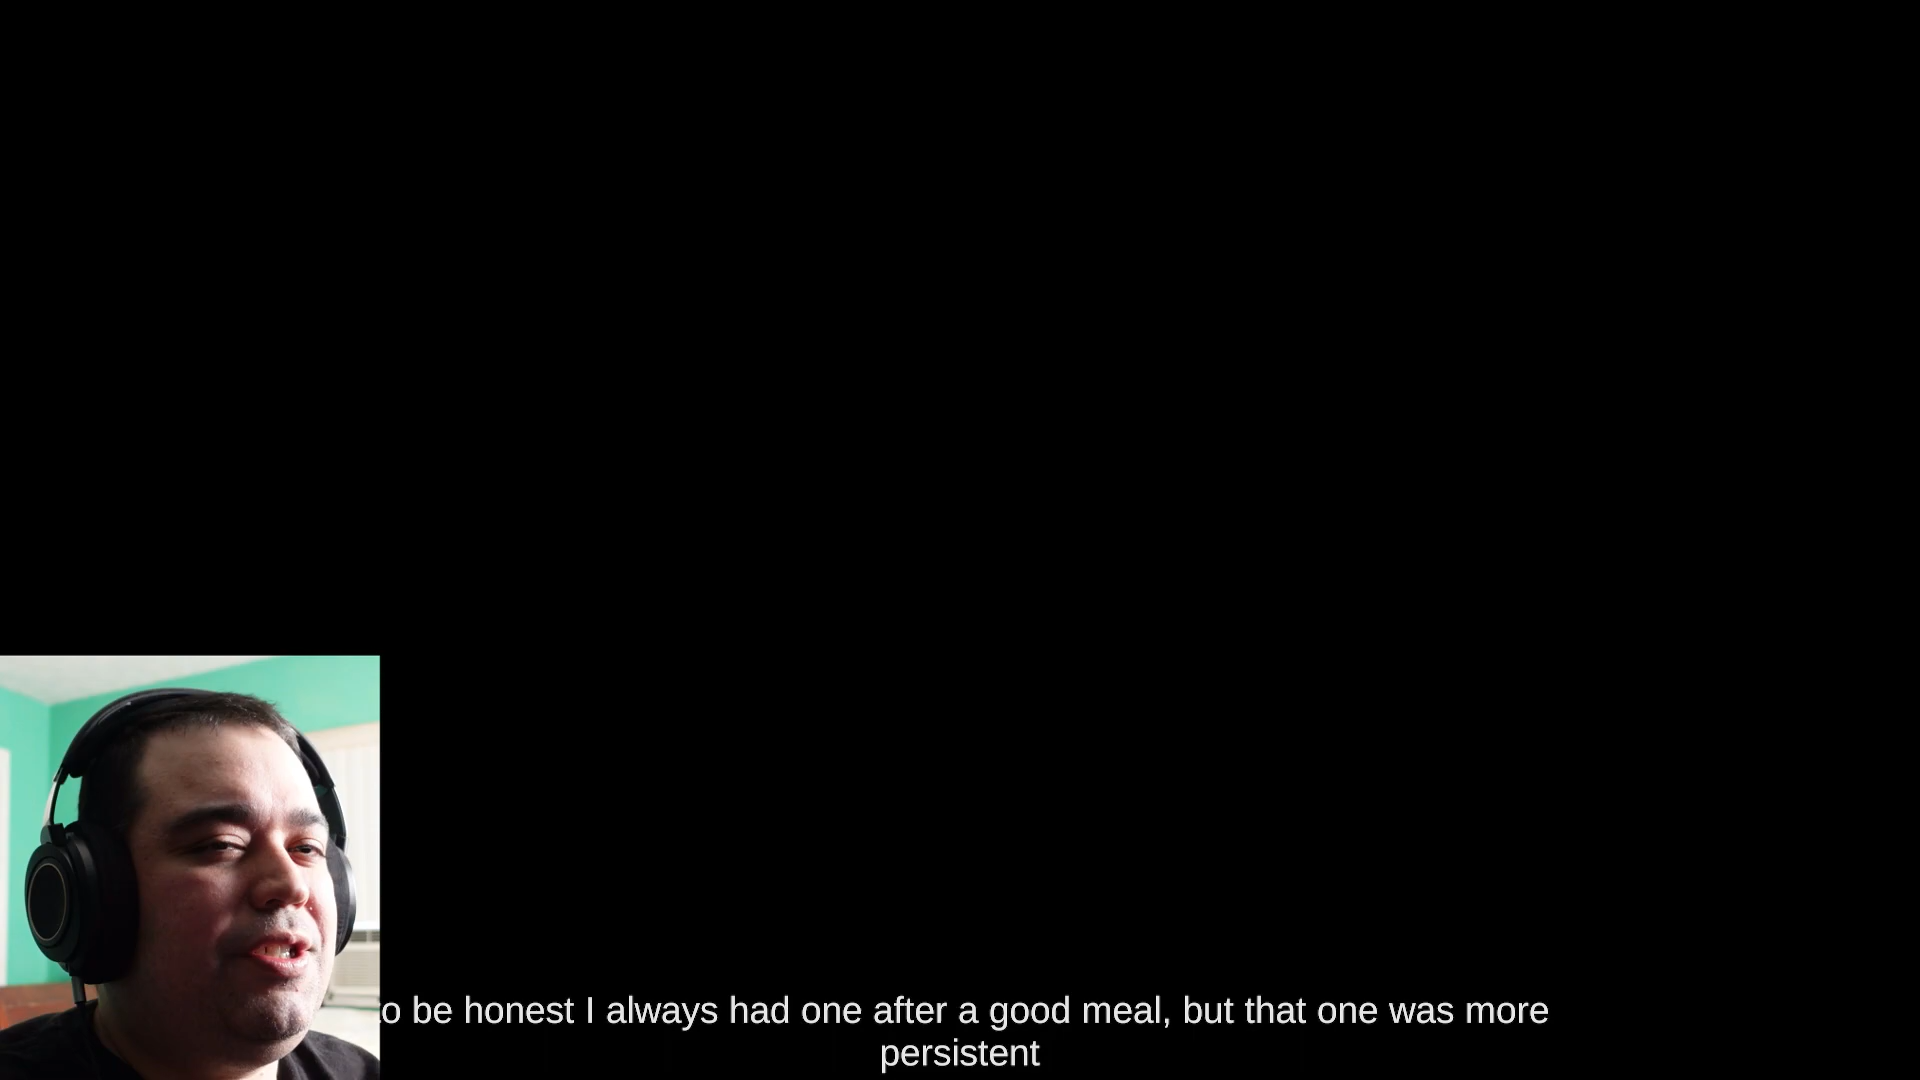 o be honest I always had one after a good meal, but that one was more
persistent